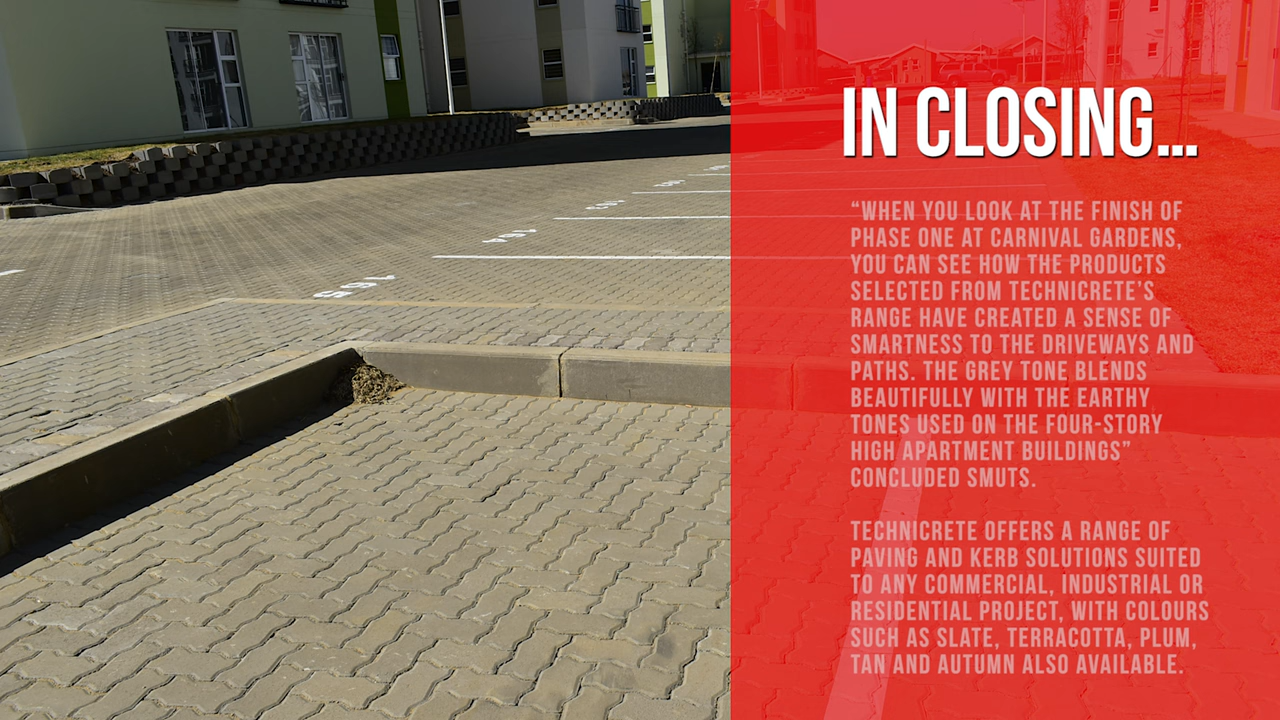 IN CLOSING...
“WHEN YOU LOOK AT THE FINISH OF
PHASE ONE AT CARNIVAL GARDENS,
YOU CAN SEE HOW THE PRODUCTS
SELECTED FROM TECHNICRETE'S
RANGE HAVE CREATED A SENSE OF
SMARTNESS TO THE DRIVEWAYS AND
PATHS. THE GREY TONE BLENDS
BEAUTIFULLY WITH THE EARTHY
TONES USED ON THE FOUR-STORY
HIGH APARTMENT BUILDINGS”
CONCLUDED SMUTS.
TECHNICRETE OFFERS A RANGE OF
PAVING AND KERB SOLUTIONS SUITED
TO ANY COMMERCIAL, INDUSTRIAL OR
RESIDENTIAL PROJECT, WITH COLOURS
SUCH AS SLATE, TERRACOTTA, PLUM,
TAN AND AUTUMN ALSO AVAILABLE.
164
165